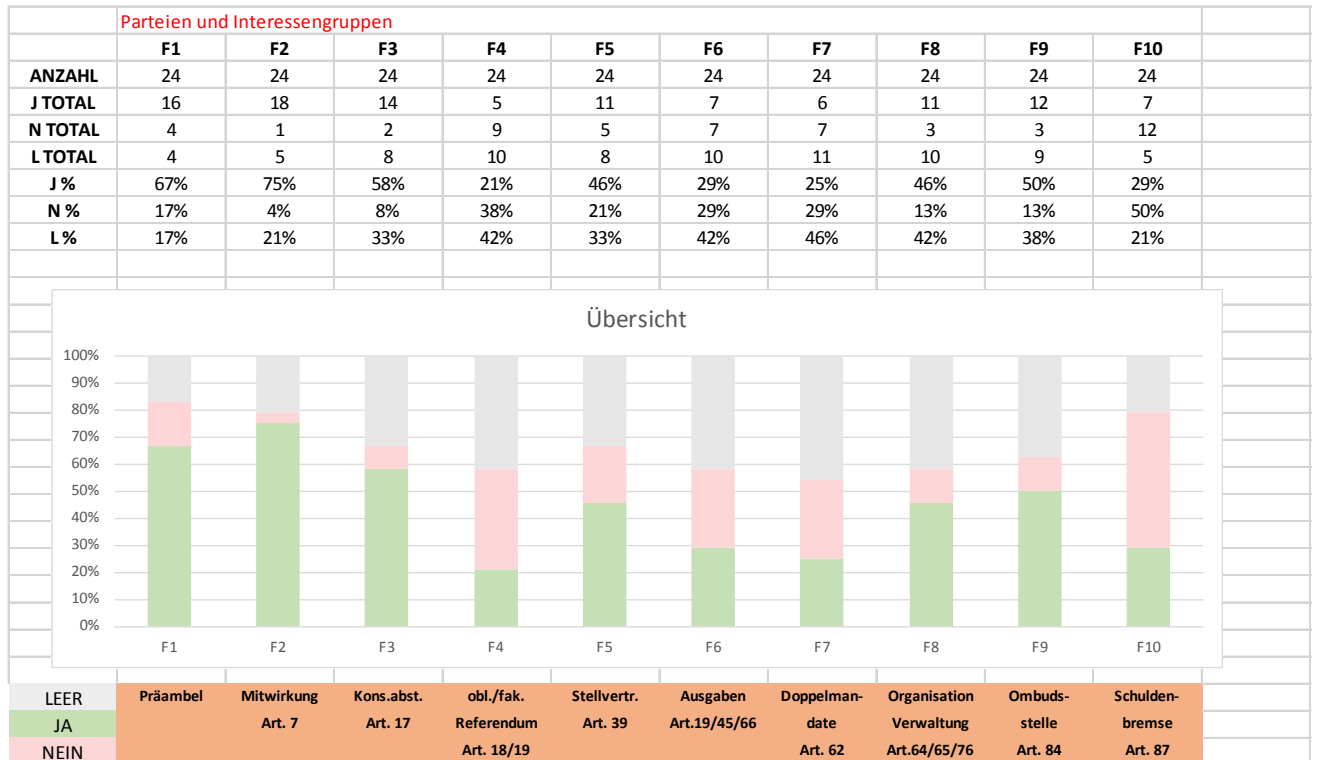 Parteien und Interessengruppen
F1 F2 F3 F4 F5 F6 F7 F8 F9 F10
ANZAHL 24 24 24 24 24 24 24 24 24 24
J TOTAL 16 18 14 5 11 7 6 11 12 7
N TOTAL 4 1 2 9 5 7 7 3 3 12
L TOTAL 4 5 8 10 8 10 11 10 9 5
J % 67% 75% 58% 21% 46% 29% 25% 46% 50% 29%
N % 17% 4% 8% 38% 21% 29% 29% 13% 13% 50%
L % 17% 21% 33% 42% 33% 42% 46% 42% 38% 21%
Übersicht
100%
90%
80%
70%
60%
50%
40%
30%
20%
10%
0%
F1 F2 F3 F4 F5 F6 F7 F8 F9 F10
LEER Präambel Mitwirkung Kons.abst. obl./fak. Stellvertr. Ausgaben Doppelman- Organisation Ombuds- Schulden-
JA Art. 7 Art. 17 Referendum Art. 39 Art.19/45/66 date Verwaltung stelle bremse
NEIN Art. 18/19 Art. 62 Art.64/65/76 Art. 84 Art. 87